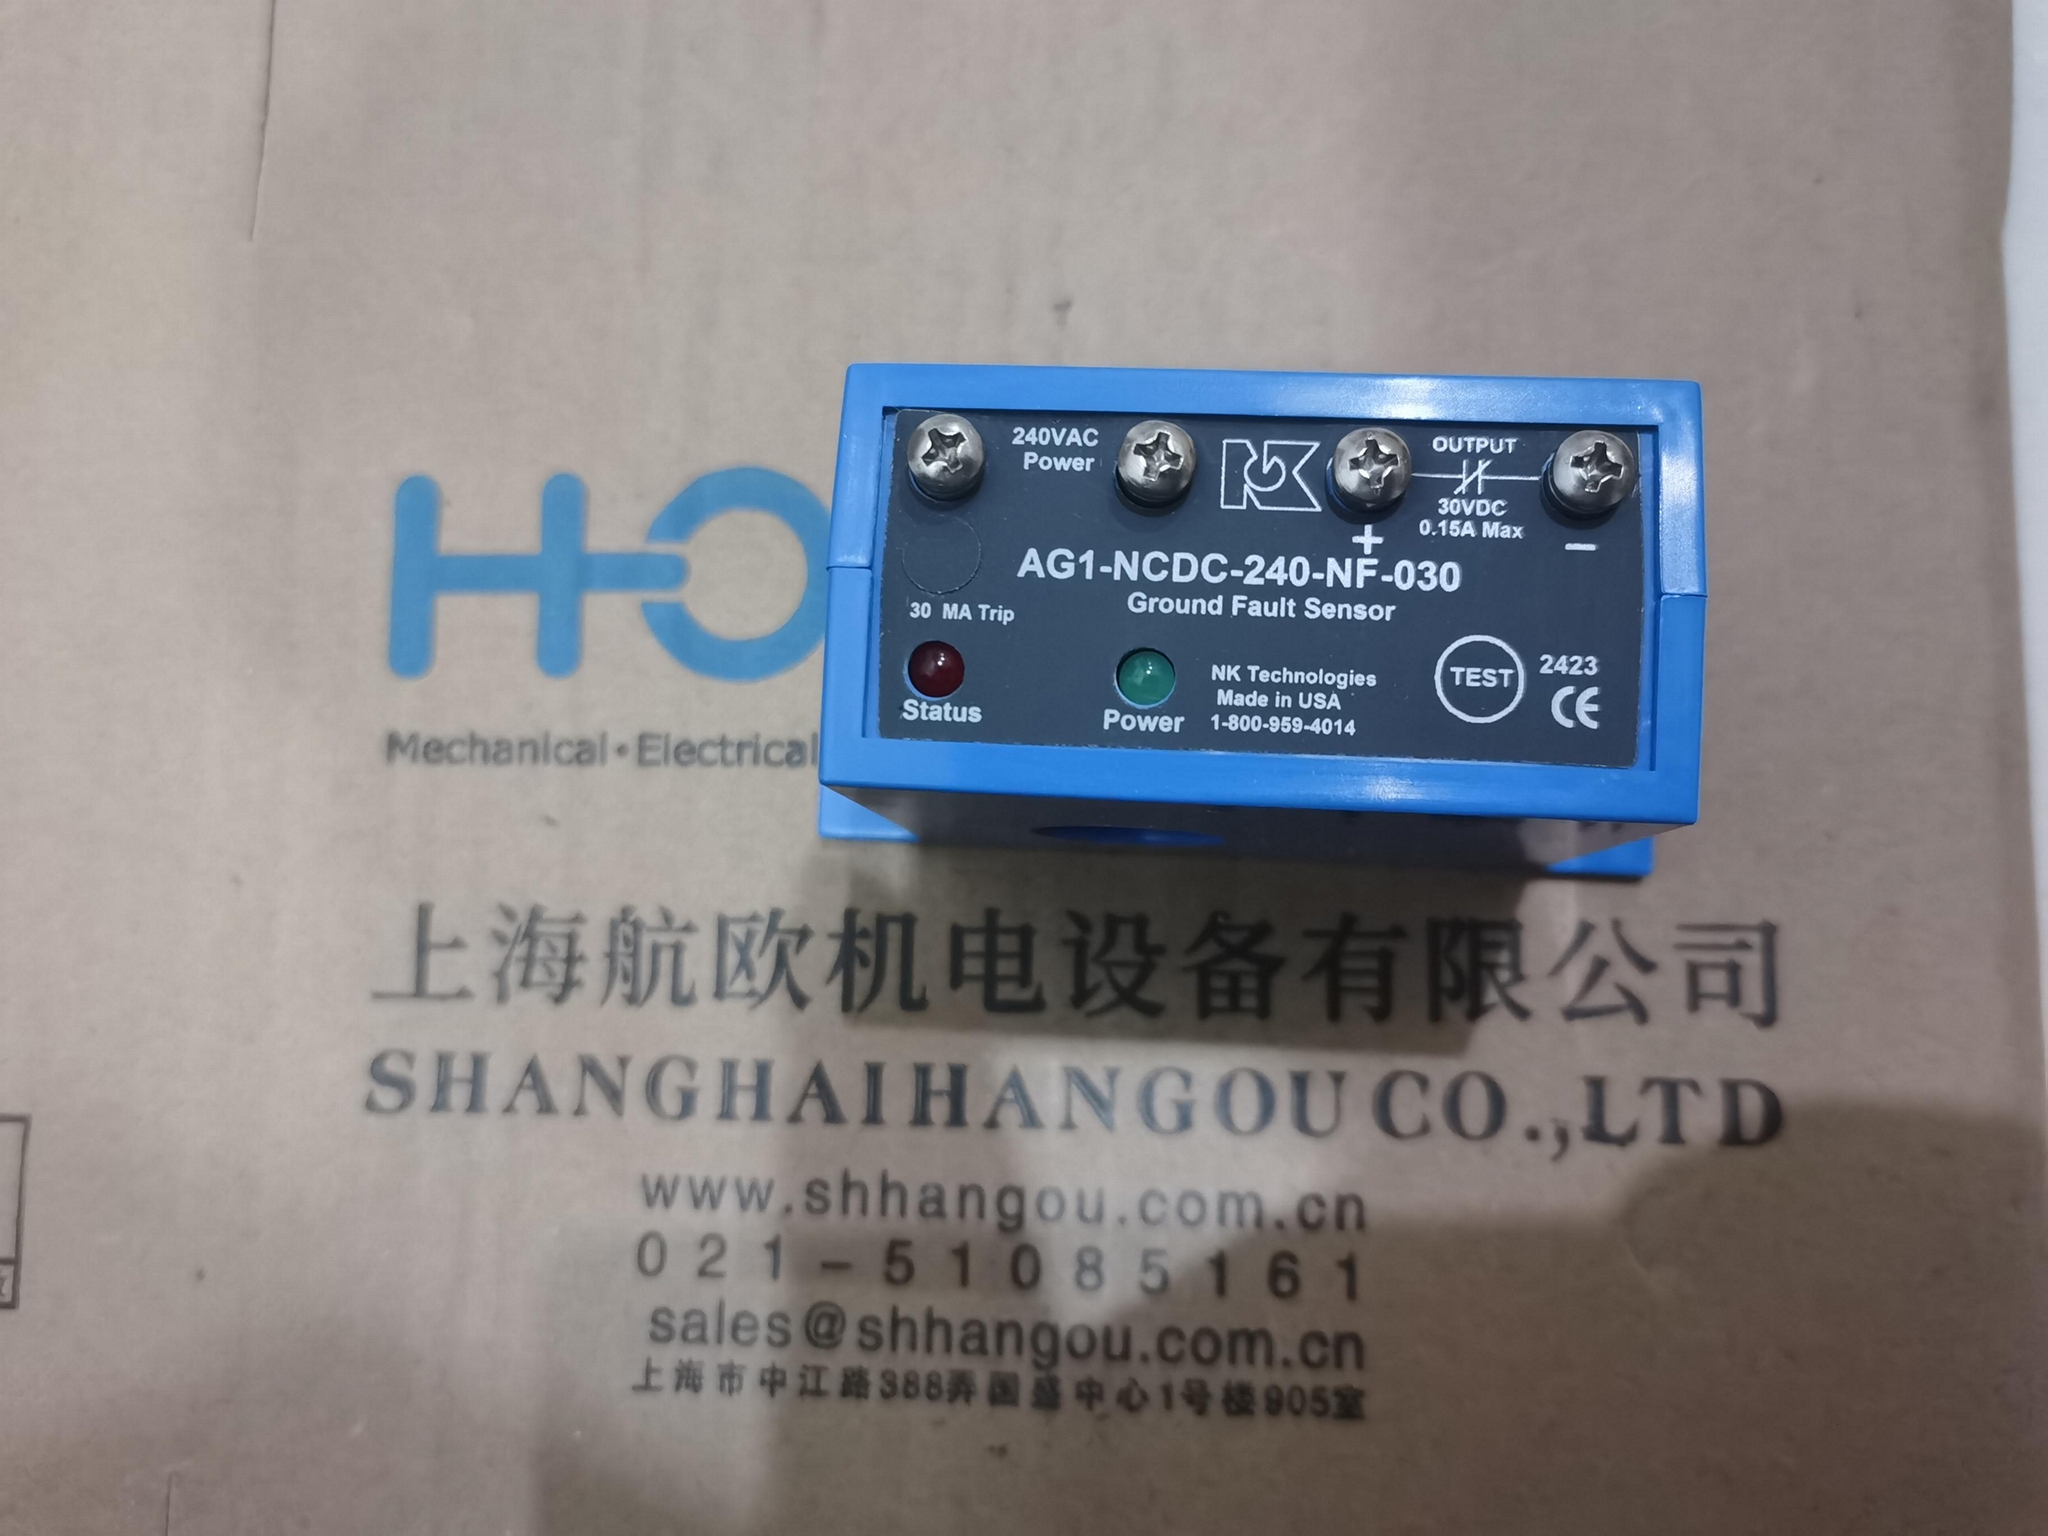 240VAC
Power
OUTPUT
30VDC
0.15A Max
+
−
AG1-NCDC-240-NF-030
Ground Fault Sensor
30 MA Trip
Status
Power
NK Technologies
Made in USA
1-800-959-4014
TEST
2423
CE
HO
Mechanical·Electrical
上海航欧机电设备有限公司
SHANGHAI HANGOU CO.,LTD
www.shhangou.com.cn
021-51085161
sales@shhangou.com.cn
上海市中江路388弄国盛中心1号楼905室